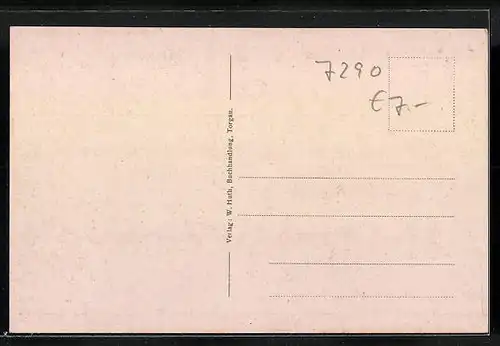 7290
€ 7.-
Verlag: W. Huth, Buchhandlung, Torgau.